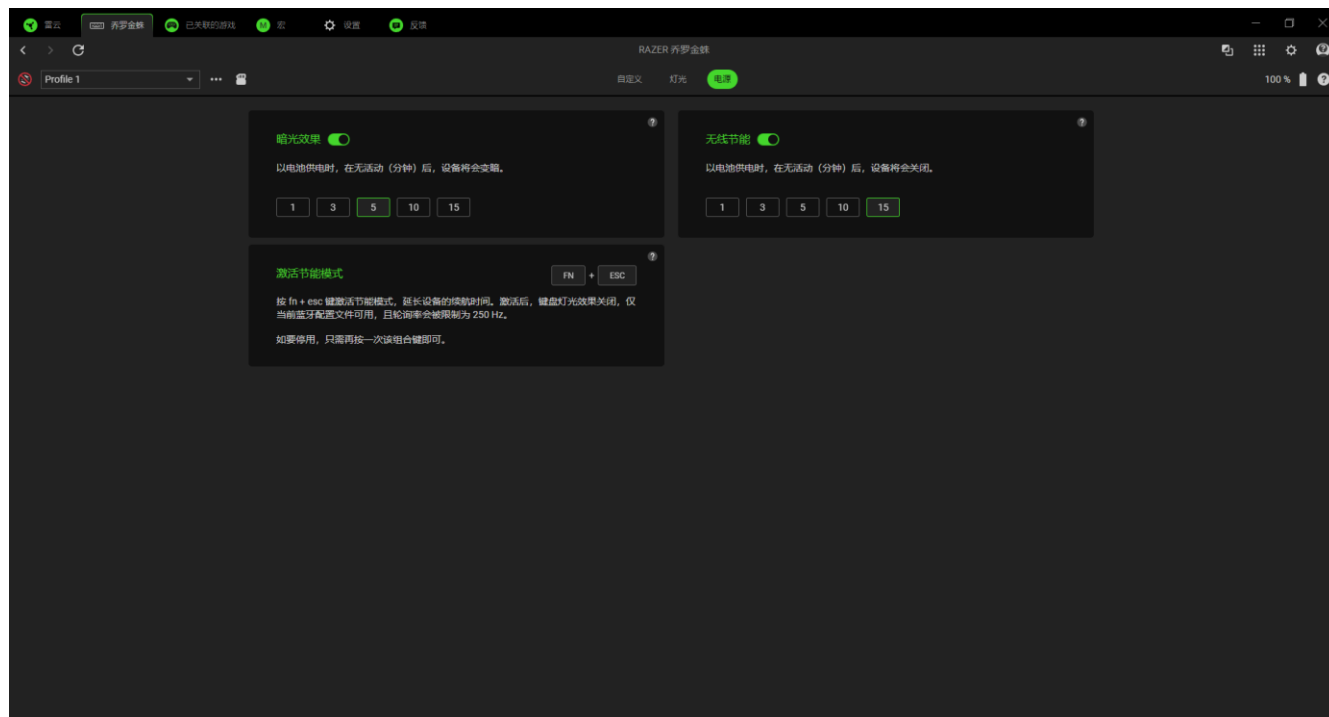 雷云 乔罗金蛛 已关联的游戏 M 宏 设置 反馈
RAZER 乔罗金蛛
Profile 1 自定义 灯光 电源 100 %
暗光效果
以电池供电时，在无活动（分钟）后，设备将会变暗。
1 3 5 10 15
无线节能
以电池供电时，在无活动（分钟）后，设备将会关闭。
1 3 5 10 15
激活节能模式 FN + ESC
按 fn + esc 键激活节能模式，延长设备的续航时间。激活后，键盘灯光效果关闭，仅
当前蓝牙配置文件可用，且轮询率会被限制为 250 Hz。
如要停用，只需再按一次该组合键即可。